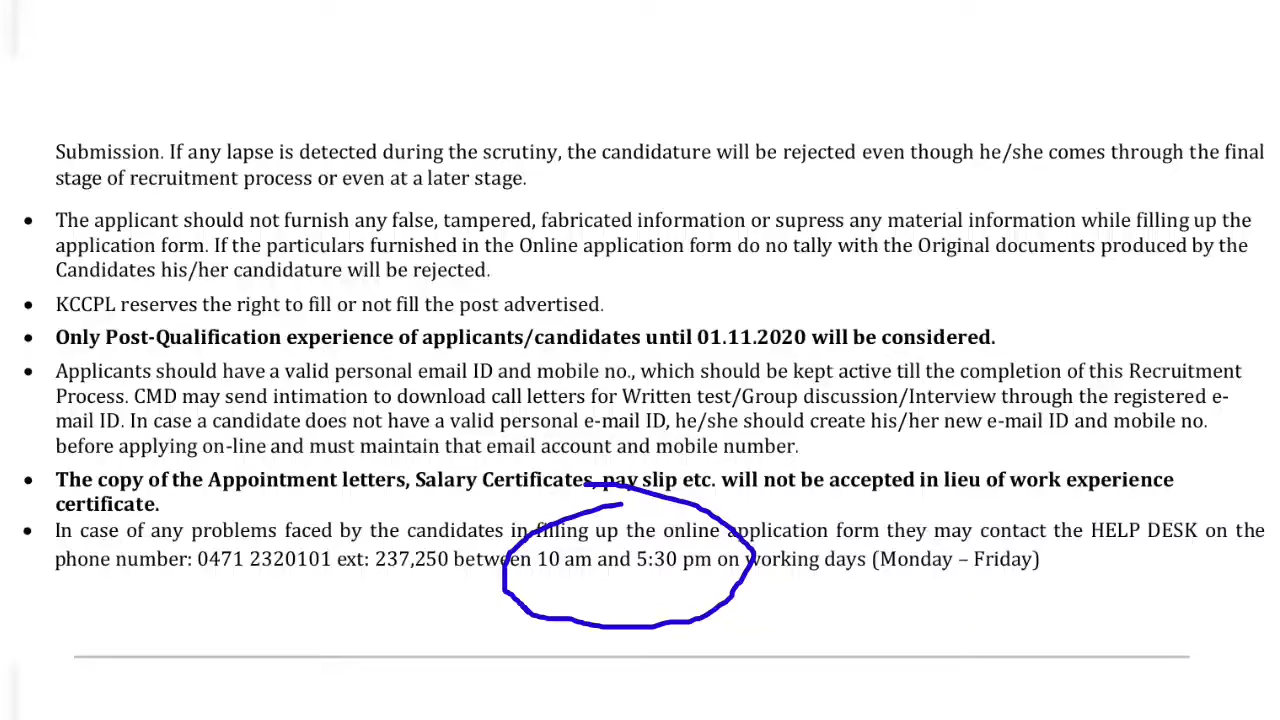 Submission. If any lapse is detected during the scrutiny, the candidature will be rejected even though he/she comes through the final
stage of recruitment process or even at a later stage.
• The applicant should not furnish any false, tampered, fabricated information or supress any material information while filling up the
application form. If the particulars furnished in the Online application form do no tally with the Original documents produced by the
Candidates his/her candidature will be rejected.
• KCCPL reserves the right to fill or not fill the post advertised.
• Only Post-Qualification experience of applicants/candidates until 01.11.2020 will be considered.
• Applicants should have a valid personal email ID and mobile no., which should be kept active till the completion of this Recruitment
Process. CMD may send intimation to download call letters for Written test/Group discussion/Interview through the registered e-
mail ID. In case a candidate does not have a valid personal e-mail ID, he/she should create his/her new e-mail ID and mobile no.
before applying on-line and must maintain that email account and mobile number.
• The copy of the Appointment letters, Salary Certificates, pay slip etc. will not be accepted in lieu of work experience
certificate.
• In case of any problems faced by the candidates in filling up the online application form they may contact the HELP DESK on the
phone number: 0471 2320101 ext: 237,250 between 10 am and 5:30 pm on working days (Monday – Friday)